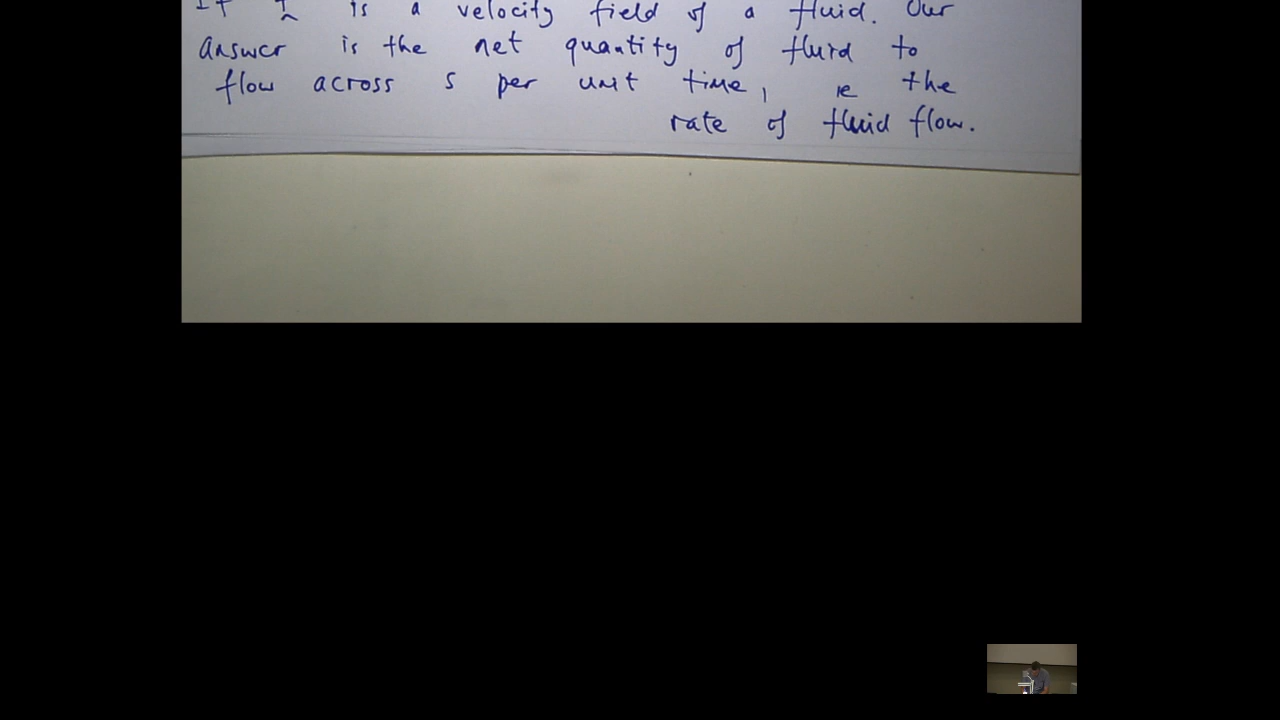 If F is a velocity field of a fluid. Our
answer is the net quantity of fluid to
flow across S per unit time, ie the
rate of fluid flow.